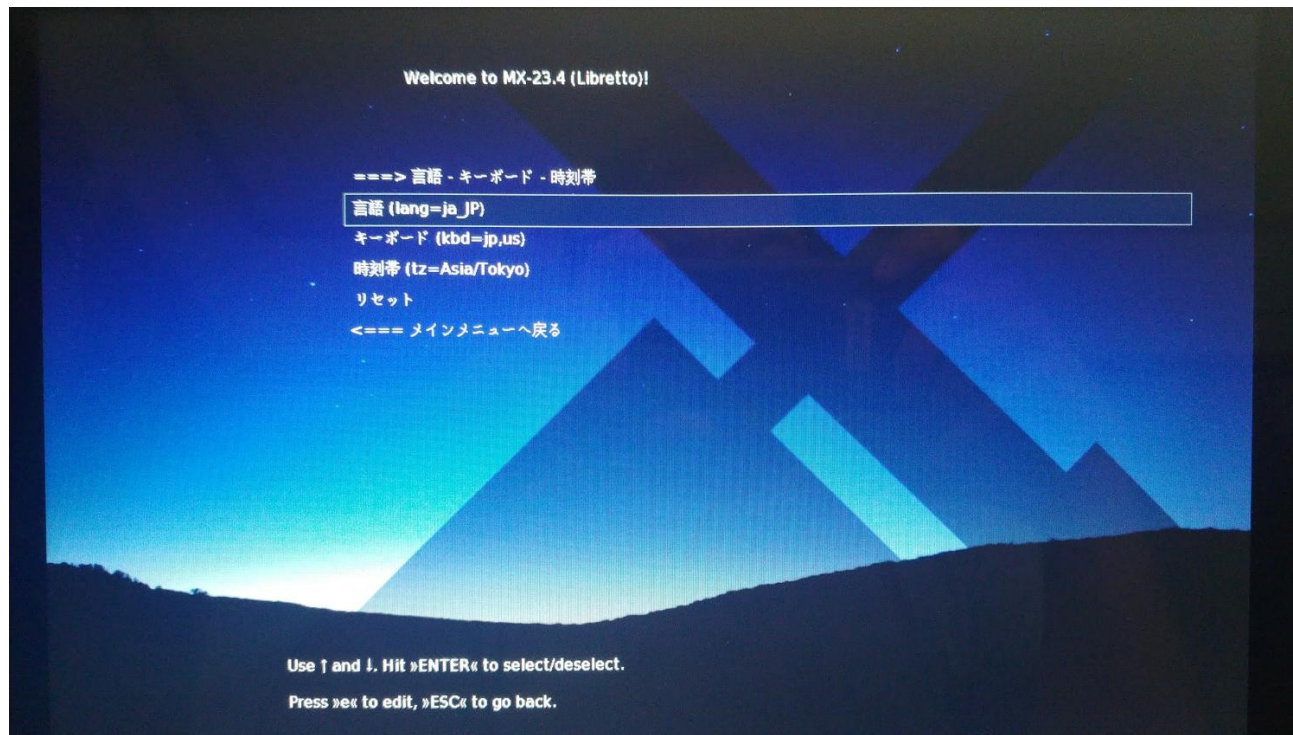 Welcome to MX-23.4 (Libretto)!
===> 言語 - キーボード - 時刻帯
言語 (lang=ja_JP)
キーボード (kbd=jp,us)
時刻帯 (tz=Asia/Tokyo)
リセット
<=== メインメニューへ戻る
Use ↑ and ↓. Hit »ENTER« to select/deselect.
Press »e« to edit, »ESC« to go back.